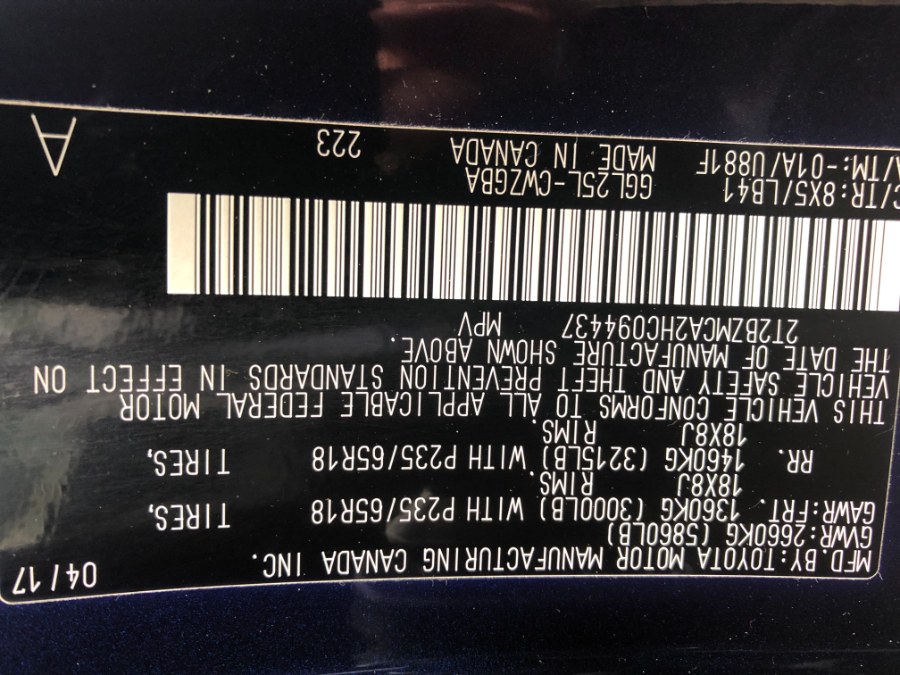 MFD.BY:TOYOTA MOTOR MANUFACTURING CANADA INC. 04/17
GVWR:2660KG (5860LB)
GAWR:FRT. 1360KG (3000LB) WITH P235/65R18 TIRES,
18X8J RIMS.
RR. 1460KG (3215LB) WITH P235/65R18 TIRES,
18X8J RIMS.
THIS VEHICLE CONFORMS TO ALL APPLICABLE FEDERAL MOTOR
VEHICLE SAFETY AND THEFT PREVENTION STANDARDS IN EFFECT ON
THE DATE OF MANUFACTURE SHOWN ABOVE.
2T2BZMCA2HC094437 MPV
C/TR:8X5/LB41 GGL25L-CWZGBA
A/TM:-01A/U881F MADE IN CANADA 223 A